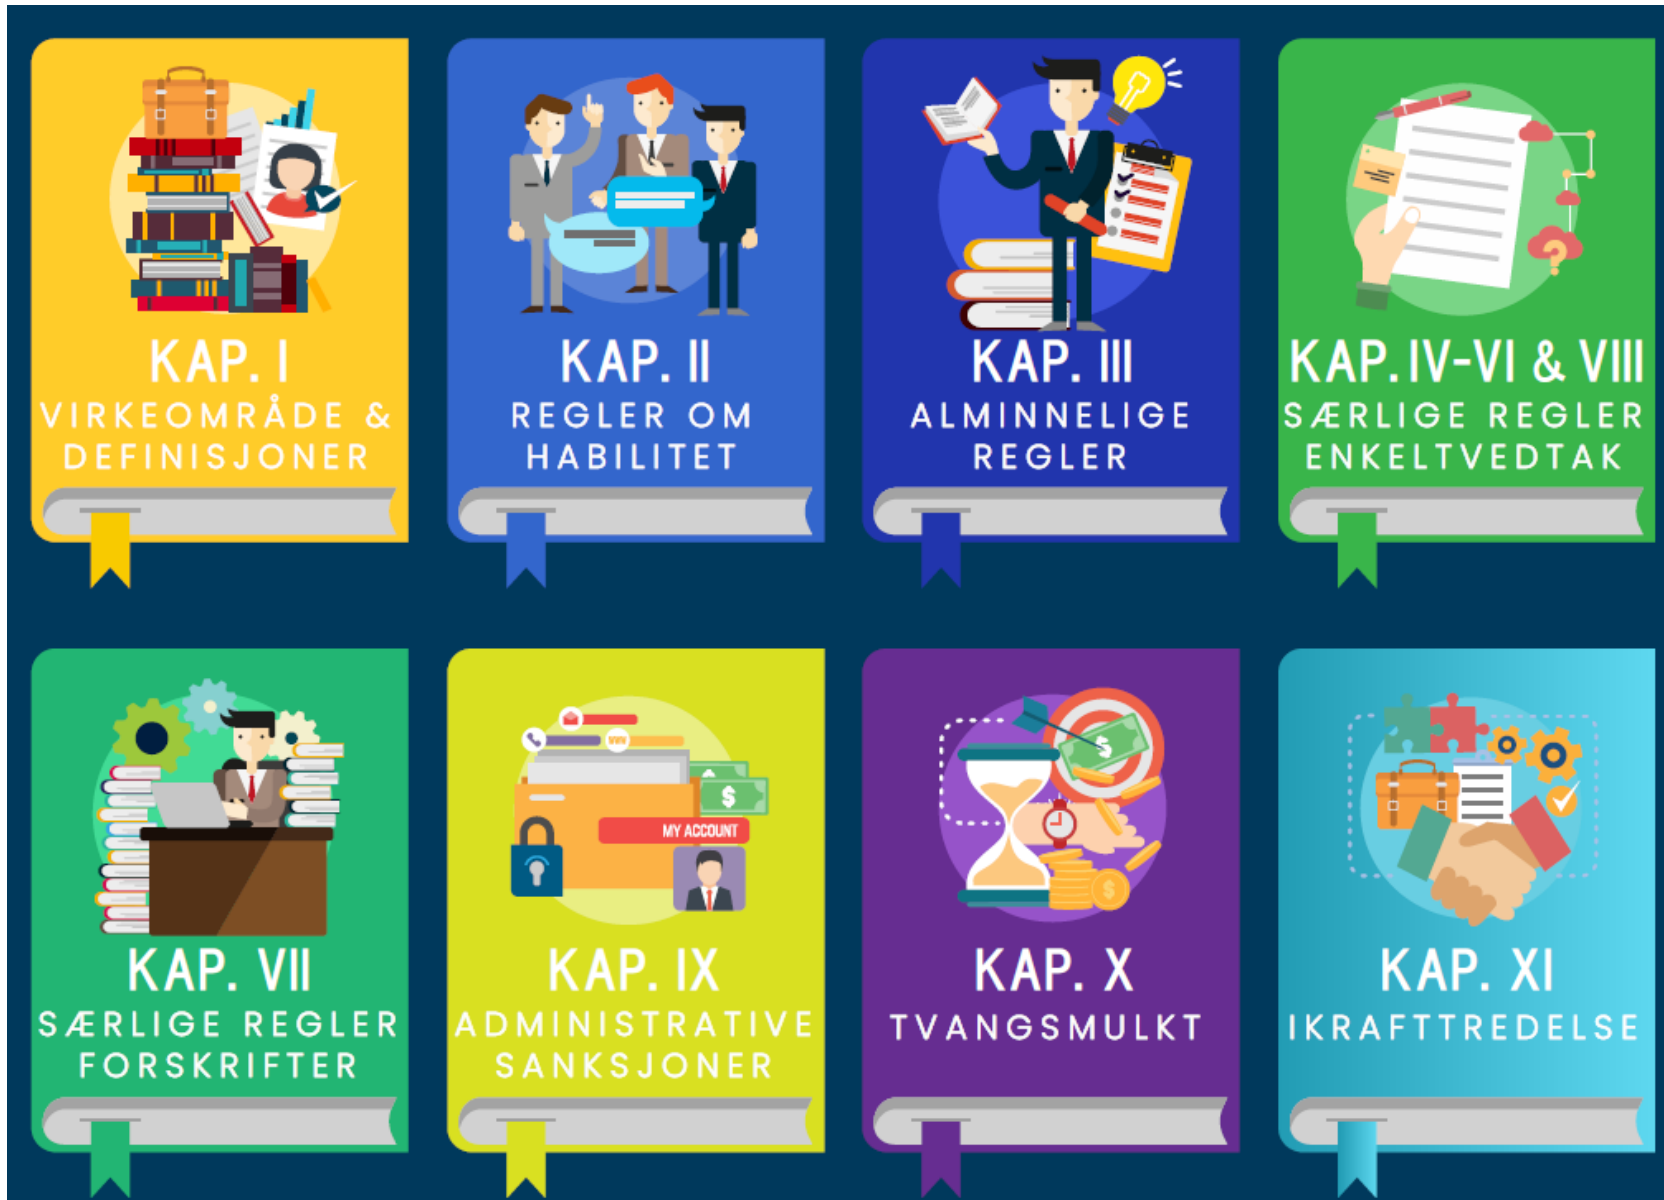 KAP. I
VIRKEOMRÅDE &
DEFINISJONER
KAP. II
REGLER OM
HABILITET
KAP. III
ALMINNELIGE
REGLER
KAP. IV-VI & VIII
SÆRLIGE REGLER
ENKELTVEDTAK
KAP. VII
SÆRLIGE REGLER
FORSKRIFTER
WWW
$
MY ACCOUNT
KAP. IX
ADMINISTRATIVE
SANKSJONER
$
$
KAP. X
TVANGSMULKT
KAP. XI
IKRAFTTREDELSE